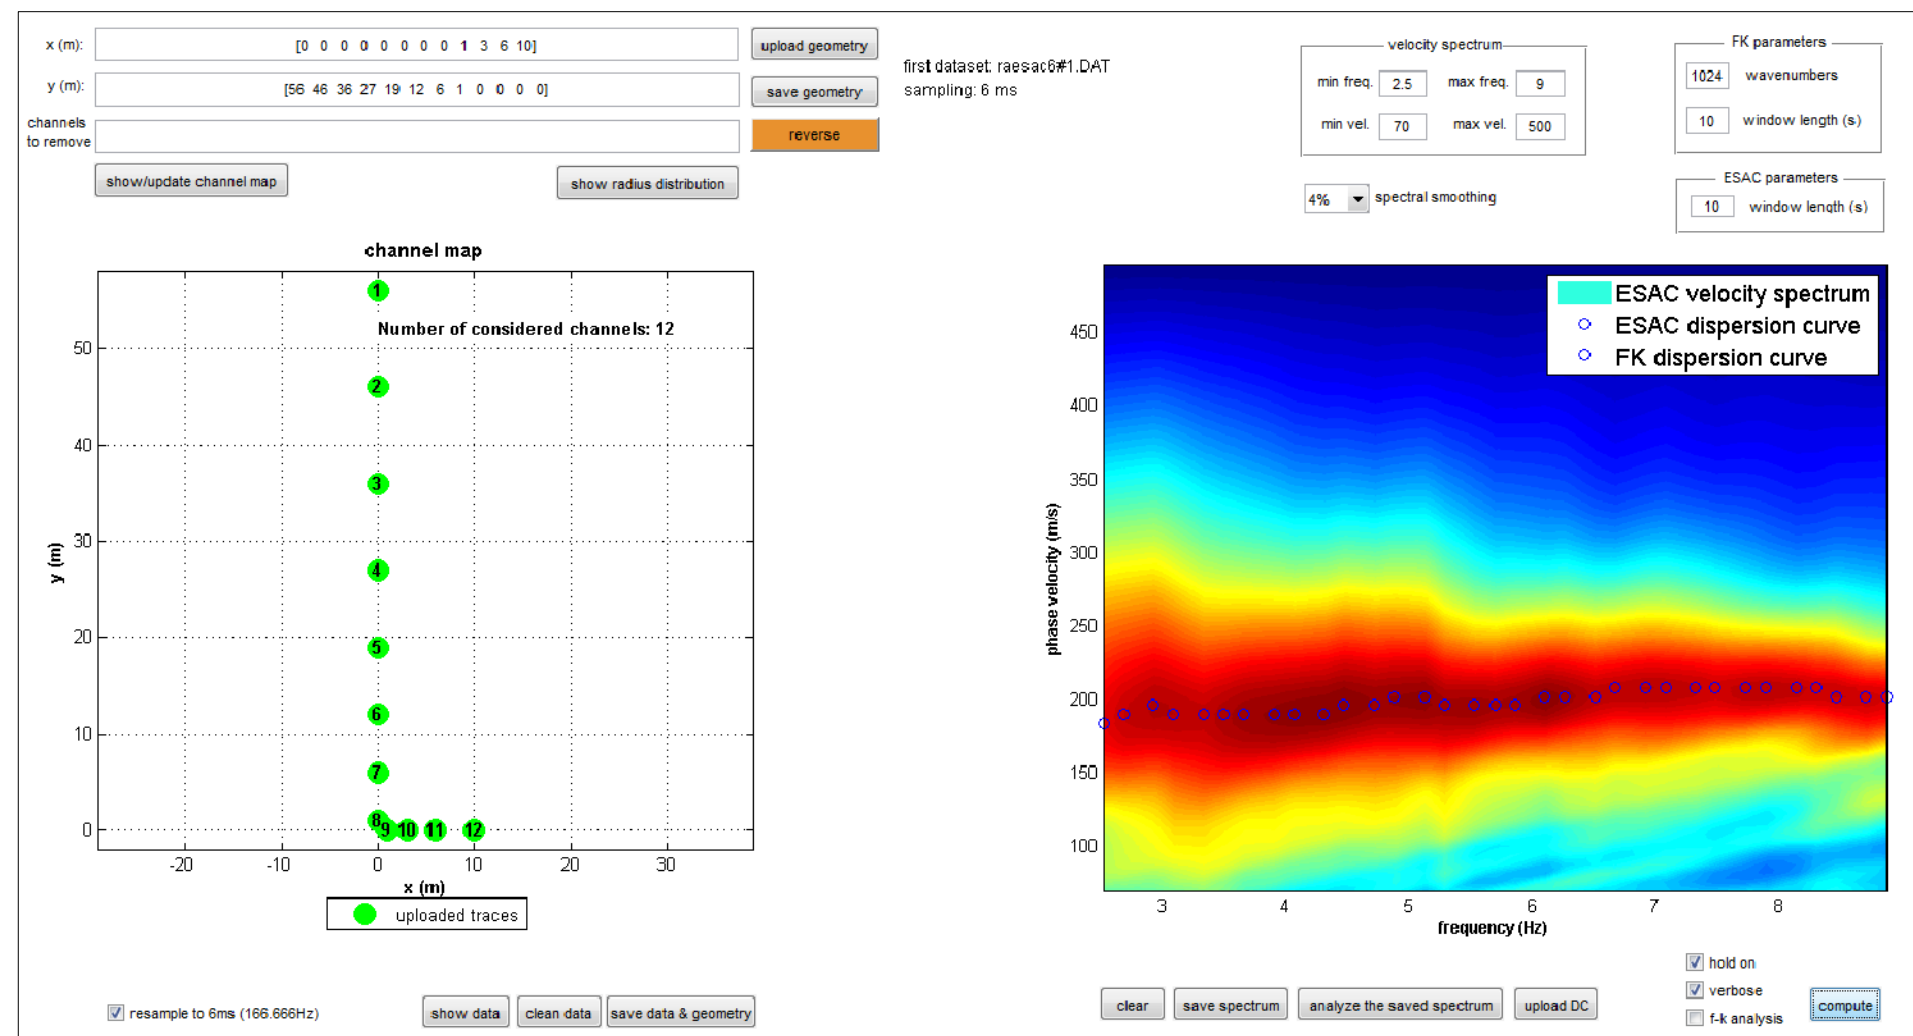 x (m):
[0 0 0 0 0 0 0 0 1 3 6 10]
upload geometry
y (m):
[56 46 36 27 19 12 6 1 0 0 0 0]
save geometry
channels
to remove
reverse
show/update channel map
show radius distribution
first dataset: raesac6#1.DAT
sampling: 6 ms
velocity spectrum
min freq. 2.5 max freq. 9
min vel. 70 max vel. 500
4% spectral smoothing
FK parameters
1024 wavenumbers
10 window length (s)
ESAC parameters
10 window length (s)
channel map
Number of considered channels: 12
1
2
3
4
5
6
7
8
9 10 11 12
50
40
30
20
10
0
y (m)
-20 -10 0 10 20 30
x (m)
uploaded traces
ESAC velocity spectrum
ESAC dispersion curve
FK dispersion curve
450
400
350
300
250
200
150
100
phase velocity (m/s)
3 4 5 6 7 8
frequency (Hz)
resample to 6ms (166.666Hz)
show data
clean data
save data & geometry
clear
save spectrum
analyze the saved spectrum
upload DC
hold on
verbose
f-k analysis
compute